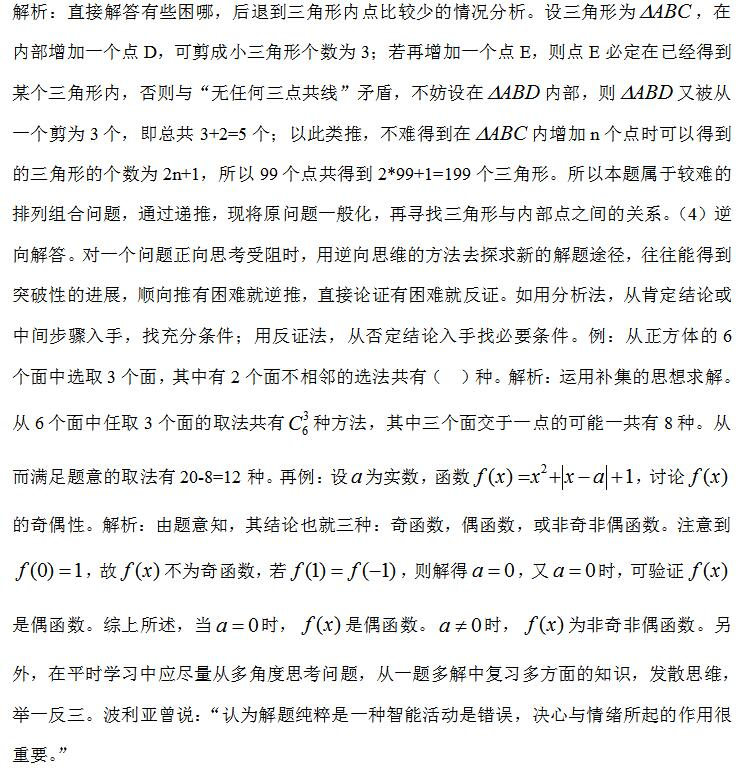 解析：直接解答有些困哪，后退到三角形内点比较少的情况分析。设三角形为ΔABC，在
内部增加一个点 D，可剪成小三角形个数为 3；若再增加一个点 E，则点 E 必定在已经得到
某个三角形内，否则与“无任何三点共线”矛盾，不妨设在ΔABD内部，则ΔABD又被从
一个剪为 3 个，即总共 3+2=5 个；以此类推，不难得到在ΔABC内增加 n 个点时可以得到
的三角形的个数为 2n+1，所以 99 个点共得到 2*99+1=199 个三角形。所以本题属于较难的
排列组合问题，通过递推，现将原问题一般化，再寻找三角形与内部点之间的关系。（4）逆
向解答。对一个问题正向思考受阻时，用逆向思维的方法去探求新的解题途径，往往能得到
突破性的进展，顺向推有困难就逆推，直接论证有困难就反证。如用分析法，从肯定结论或
中间步骤入手，找充分条件；用反证法，从否定结论入手找必要条件。例：从正方体的 6
个面中选取 3 个面，其中有 2 个面不相邻的选法共有（　）种。解析：运用补集的思想求解。
从 6 个面中任取 3 个面的取法共有 C₆³ 种方法，其中三个面交于一点的可能一共有 8 种。从
而满足题意的取法有 20-8=12 种。再例：设 a 为实数，函数 f(x)=x²+|x−a|+1，讨论 f(x)
的奇偶性。解析：由题意知，其结论也就三种：奇函数，偶函数，或非奇非偶函数。注意到
f(0)=1，故 f(x) 不为奇函数，若 f(1)=f(−1)，则解得 a=0，又 a=0 时，可验证 f(x)
是偶函数。综上所述，当 a=0 时， f(x) 是偶函数。a≠0 时， f(x) 为非奇非偶函数。另
外，在平时学习中应尽量从多角度思考问题，从一题多解中复习多方面的知识，发散思维，
举一反三。波利亚曾说：“认为解题纯粹是一种智能活动是错误，决心与情绪所起的作用很
重要。”